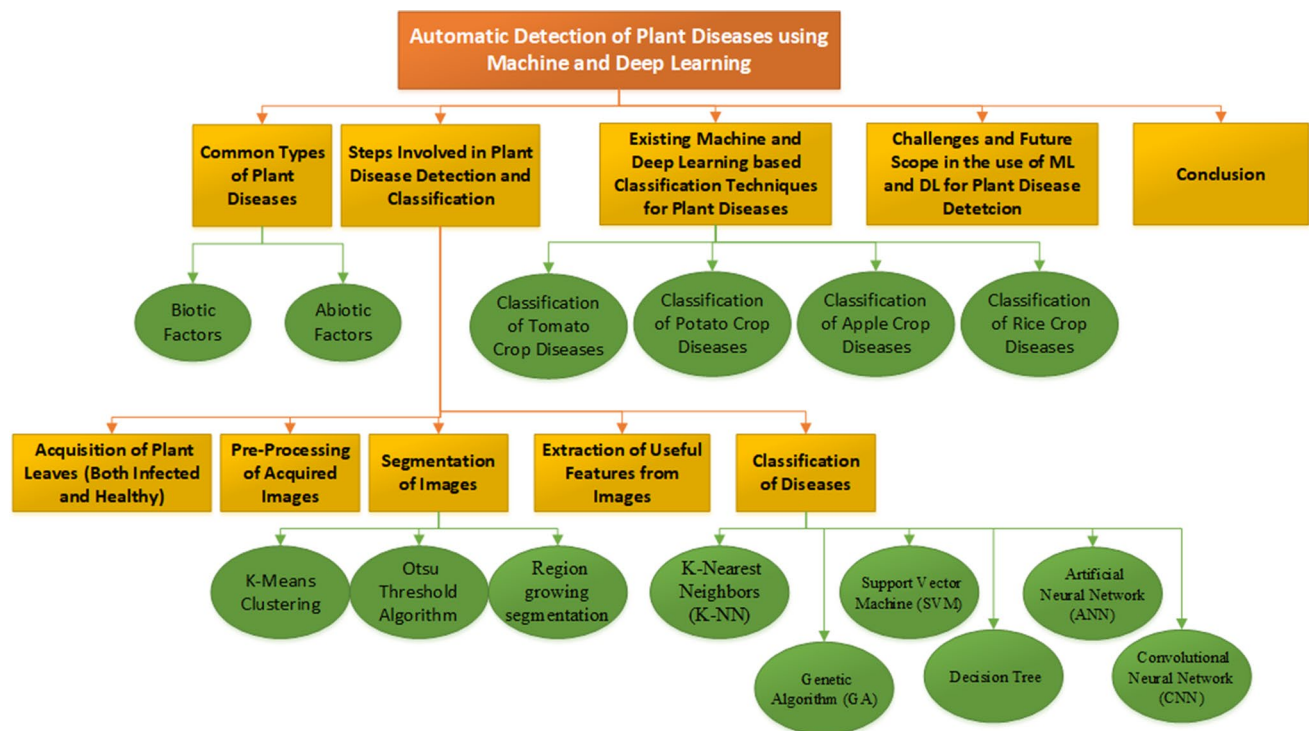 Automatic Detection of Plant Diseases using
Machine and Deep Learning
Common Types
of Plant
Diseases
Steps Involved in Plant
Disease Detection and
Classification
Existing Machine and
Deep Learning based
Classification Techniques
for Plant Diseases
Challenges and Future
Scope in the use of ML
and DL for Plant Disease
Detetcion
Conclusion
Biotic
Factors
Abiotic
Factors
Classification
of Tomato
Crop Diseases
Classification
of Potato Crop
Diseases
Classification
of Apple Crop
Diseases
Classification
of Rice Crop
Diseases
Acquisition of Plant
Leaves (Both Infected
and Healthy)
Pre-Processing
of Acquired
Images
Segmentation
of Images
Extraction of Useful
Features from
Images
Classification
of Diseases
K-Means
Clustering
Otsu
Threshold
Algorithm
Region
growing
segmentation
K-Nearest
Neighbors
(K-NN)
Support Vector
Machine (SVM)
Artificial
Neural Network
(ANN)
Genetic
Algorithm (GA)
Decision Tree
Convolutional
Neural Network
(CNN)